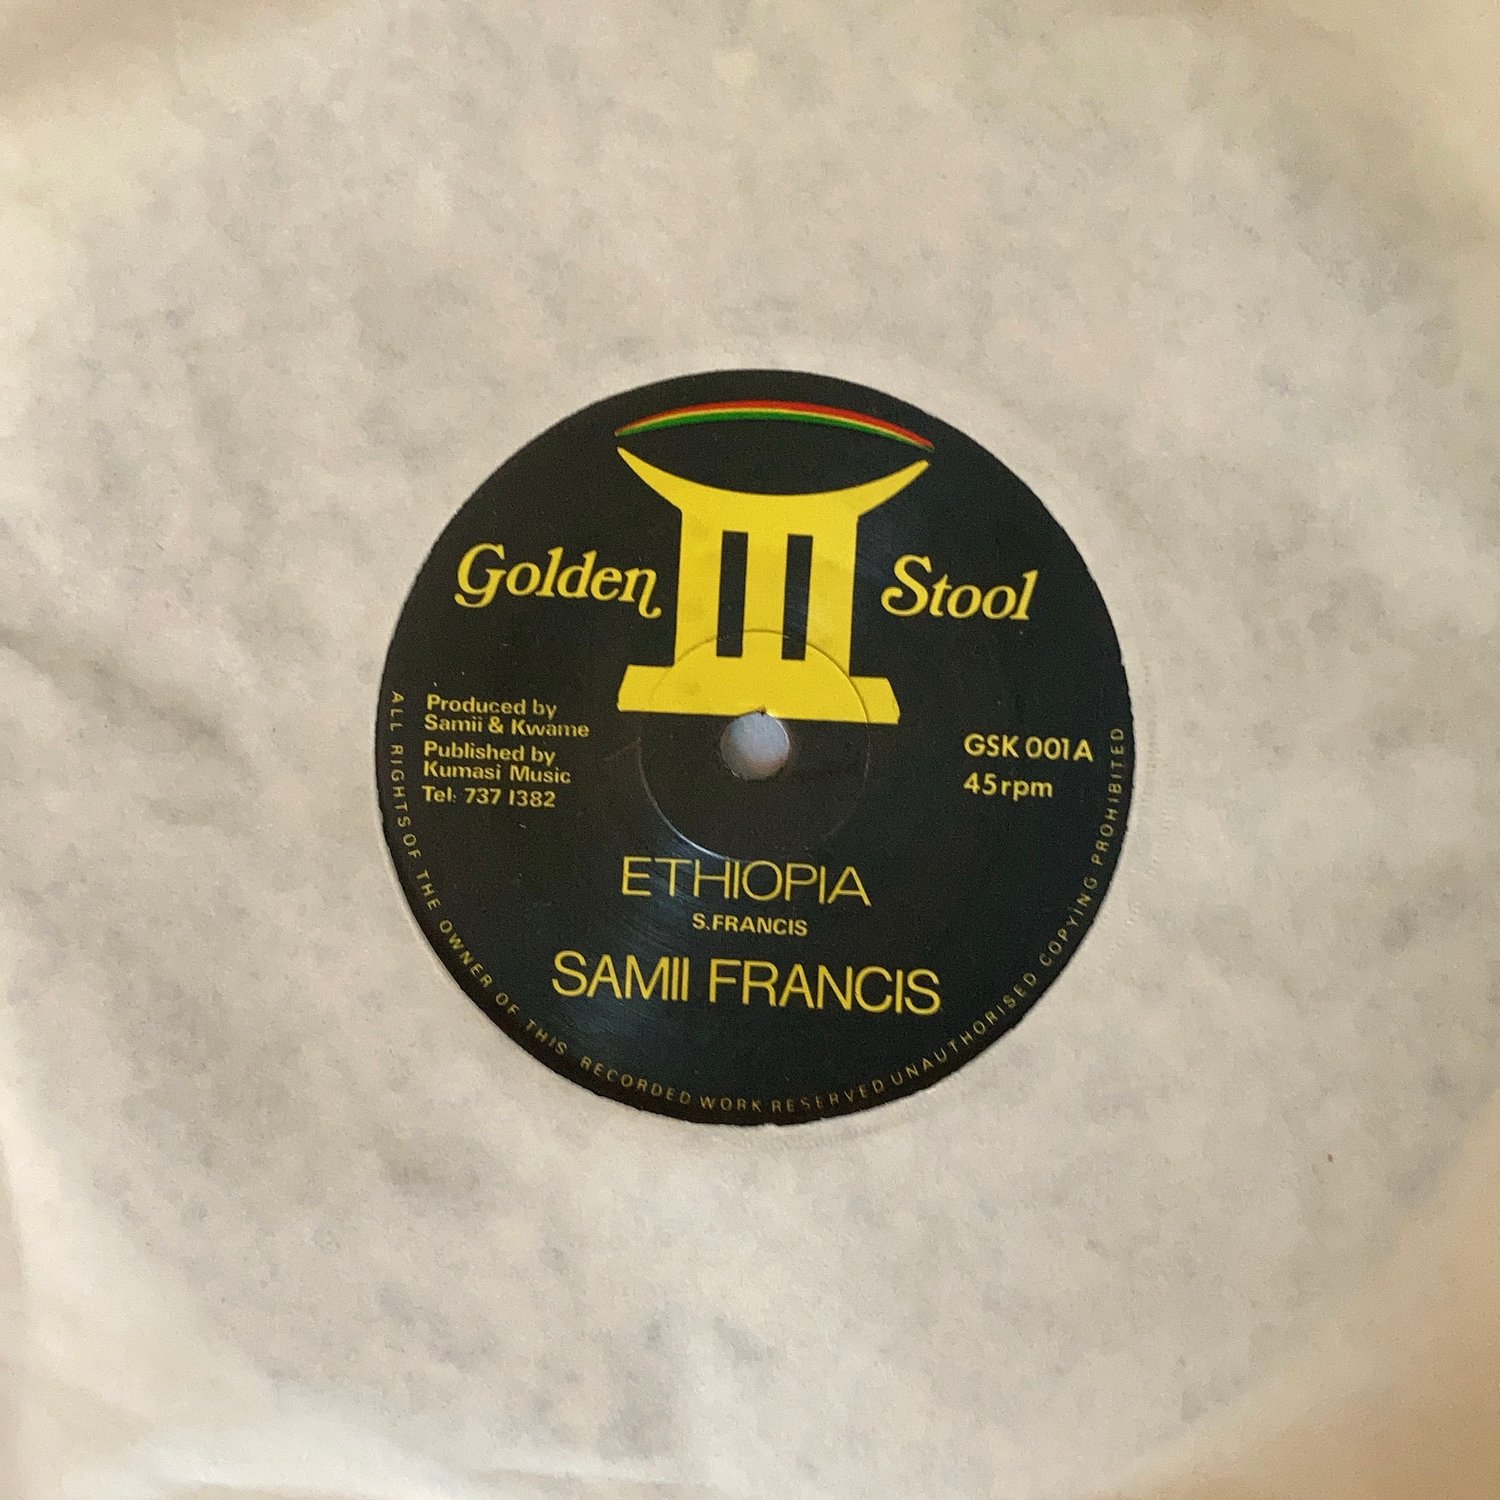 Golden Stool
Produced by
Samii & Kwame
Published by
Kumasi Music
Tel: 737 1382
GSK 001A
45rpm
ETHIOPIA
S.FRANCIS
SAMII FRANCIS
ALL RIGHTS OF THE OWNER OF THIS RECORDED WORK RESERVED UNAUTHORISED COPYING PROHIBITED